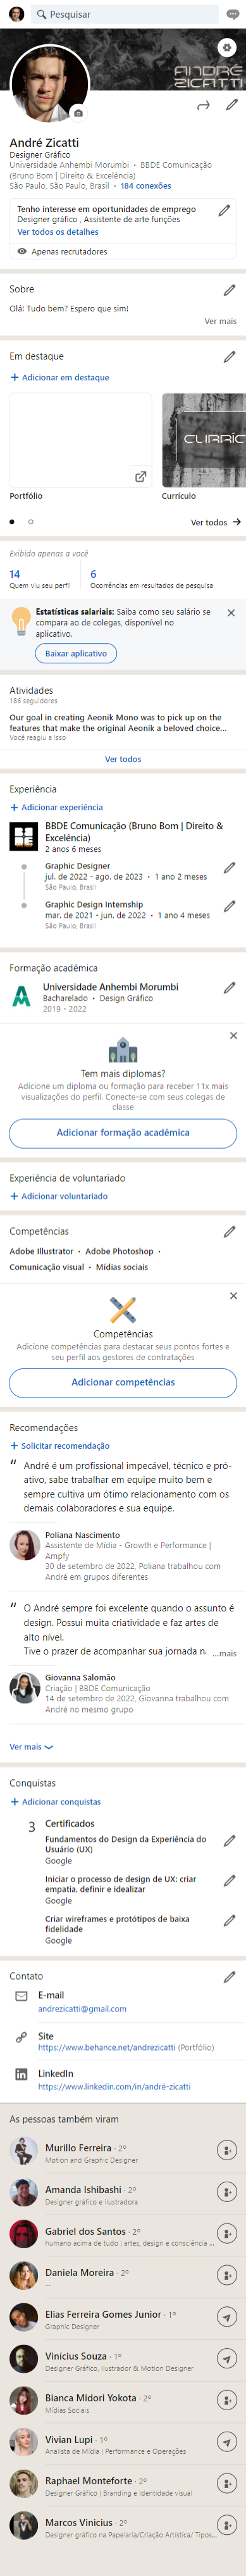 Pesquisar
ANDRÉ
ZICATTI
André Zicatti
Designer Gráfico
Universidade Anhembi Morumbi • BBDE Comunicação
(Bruno Bom | Direito & Excelência)
São Paulo, São Paulo, Brasil • 184 conexões
Tenho interesse em oportunidades de emprego
Designer gráfico , Assistente de arte funções
Ver todos os detalhes
Apenas recrutadores
Sobre
Olá! Tudo bem? Espero que sim!
Ver mais
Em destaque
+ Adicionar em destaque
CURRÍC
Portfólio
Currículo
Ver todos →
Exibido apenas a você
14
6
Quem viu seu perfil
Ocorrências em resultados de pesquisa
Estatísticas salariais: Saiba como seu salário se
compara ao de colegas, disponível no
aplicativo.
Baixar aplicativo
Atividades
186 seguidores
Our goal in creating Aeonik Mono was to pick up on the
features that make the original Aeonik a beloved choice...
Você reagiu a isso
Ver todos
Experiência
+ Adicionar experiência
BBDE Comunicação (Bruno Bom | Direito &
Excelência)
2 anos 6 meses
Graphic Designer
jul. de 2022 - ago. de 2023 • 1 ano 2 meses
São Paulo, Brasil
Graphic Design Internship
mar. de 2021 - jun. de 2022 • 1 ano 4 meses
São Paulo, Brasil
Formação acadêmica
Universidade Anhembi Morumbi
Bacharelado • Design Gráfico
2019 - 2022
Tem mais diplomas?
Adicione um diploma ou formação para receber 11x mais
visualizações do perfil. Conecte-se com seus colegas de
classe
Adicionar formação acadêmica
Experiência de voluntariado
+ Adicionar voluntariado
Competências
Adobe Illustrator • Adobe Photoshop •
Comunicação visual • Mídias sociais
Competências
Adicione competências para destacar seus pontos fortes e
seu perfil aos gestores de contratações
Adicionar competências
Recomendações
+ Solicitar recomendação
“ André é um profissional impecável, técnico e pró-
ativo, sabe trabalhar em equipe muito bem e
sempre cultiva um ótimo relacionamento com os
demais colaboradores e sua equipe.
Poliana Nascimento
Assistente de Mídia - Growth e Performance |
Ampfy
30 de setembro de 2022, Poliana trabalhou com
André em grupos diferentes
“ O André sempre foi excelente quando o assunto é
design. Possui muita criatividade e faz artes de
alto nível.
Tive o prazer de acompanhar sua jornada n ...mais
Giovanna Salomão
Criação | BBDE Comunicação
14 de setembro de 2022, Giovanna trabalhou com
André no mesmo grupo
Ver mais
Conquistas
+ Adicionar conquistas
3 Certificados
Fundamentos do Design da Experiência do
Usuário (UX)
Google
Iniciar o processo de design de UX: criar
empatia, definir e idealizar
Google
Criar wireframes e protótipos de baixa
fidelidade
Google
Contato
E-mail
andrezicatti@gmail.com
Site
https://www.behance.net/andrezicatti (Portfólio)
LinkedIn
https://www.linkedin.com/in/andré-zicatti
As pessoas também viram
Murillo Ferreira · 2º
Motion and Graphic Designer
Amanda Ishibashi · 2º
Designer gráfico e ilustradora
Gabriel dos Santos · 2º
humano acima de tudo | artes, design e consciência ...
Daniela Moreira · 2º
--
Elias Ferreira Gomes Junior · 1º
Graphic Designer
Vinícius Souza · 1º
Designer Gráfico, Ilustrador & Motion Designer
Bianca Midori Yokota · 2º
Mídias Sociais
Vivian Lupi · 1º
Analista de Mídia | Performance e Operações
Raphael Monteforte · 2º
Designer Gráfico | Branding e Identidade visual
Marcos Vinicius · 2º
Designer gráfico na Papelaria/Criação Artística/ Tipos...